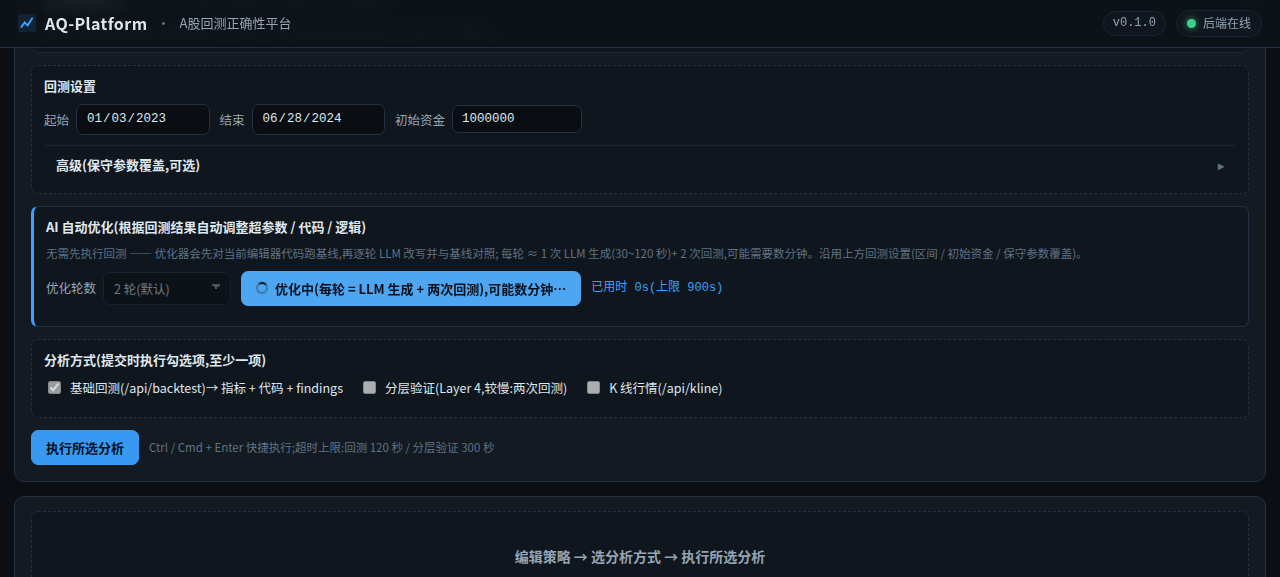 AQ-Platform · A股回测正确性平台 v0.1.0 后端在线
回测设置
起始 01/03/2023 结束 06/28/2024 初始资金 1000000
高级(保守参数覆盖,可选) ▸
AI 自动优化(根据回测结果自动调整超参数 / 代码 / 逻辑)
无需先执行回测 —— 优化器会先对当前编辑器代码跑基线,再逐轮 LLM 改写并与基线对照; 每轮 ≈ 1 次 LLM 生成(30~120 秒)+ 2 次回测,可能需要数分钟。沿用上方回测设置(区间 / 初始资金 / 保守参数覆盖)。
优化轮数 2 轮(默认) 优化中(每轮 = LLM 生成 + 两次回测),可能数分钟… 已用时 0s(上限 900s)
分析方式(提交时执行勾选项,至少一项)
基础回测(/api/backtest)→ 指标 + 代码 + findings 分层验证(Layer 4,较慢:两次回测) K 线行情(/api/kline)
执行所选分析 Ctrl / Cmd + Enter 快捷执行;超时上限:回测 120 秒 / 分层验证 300 秒
编辑策略 → 选分析方式 → 执行所选分析